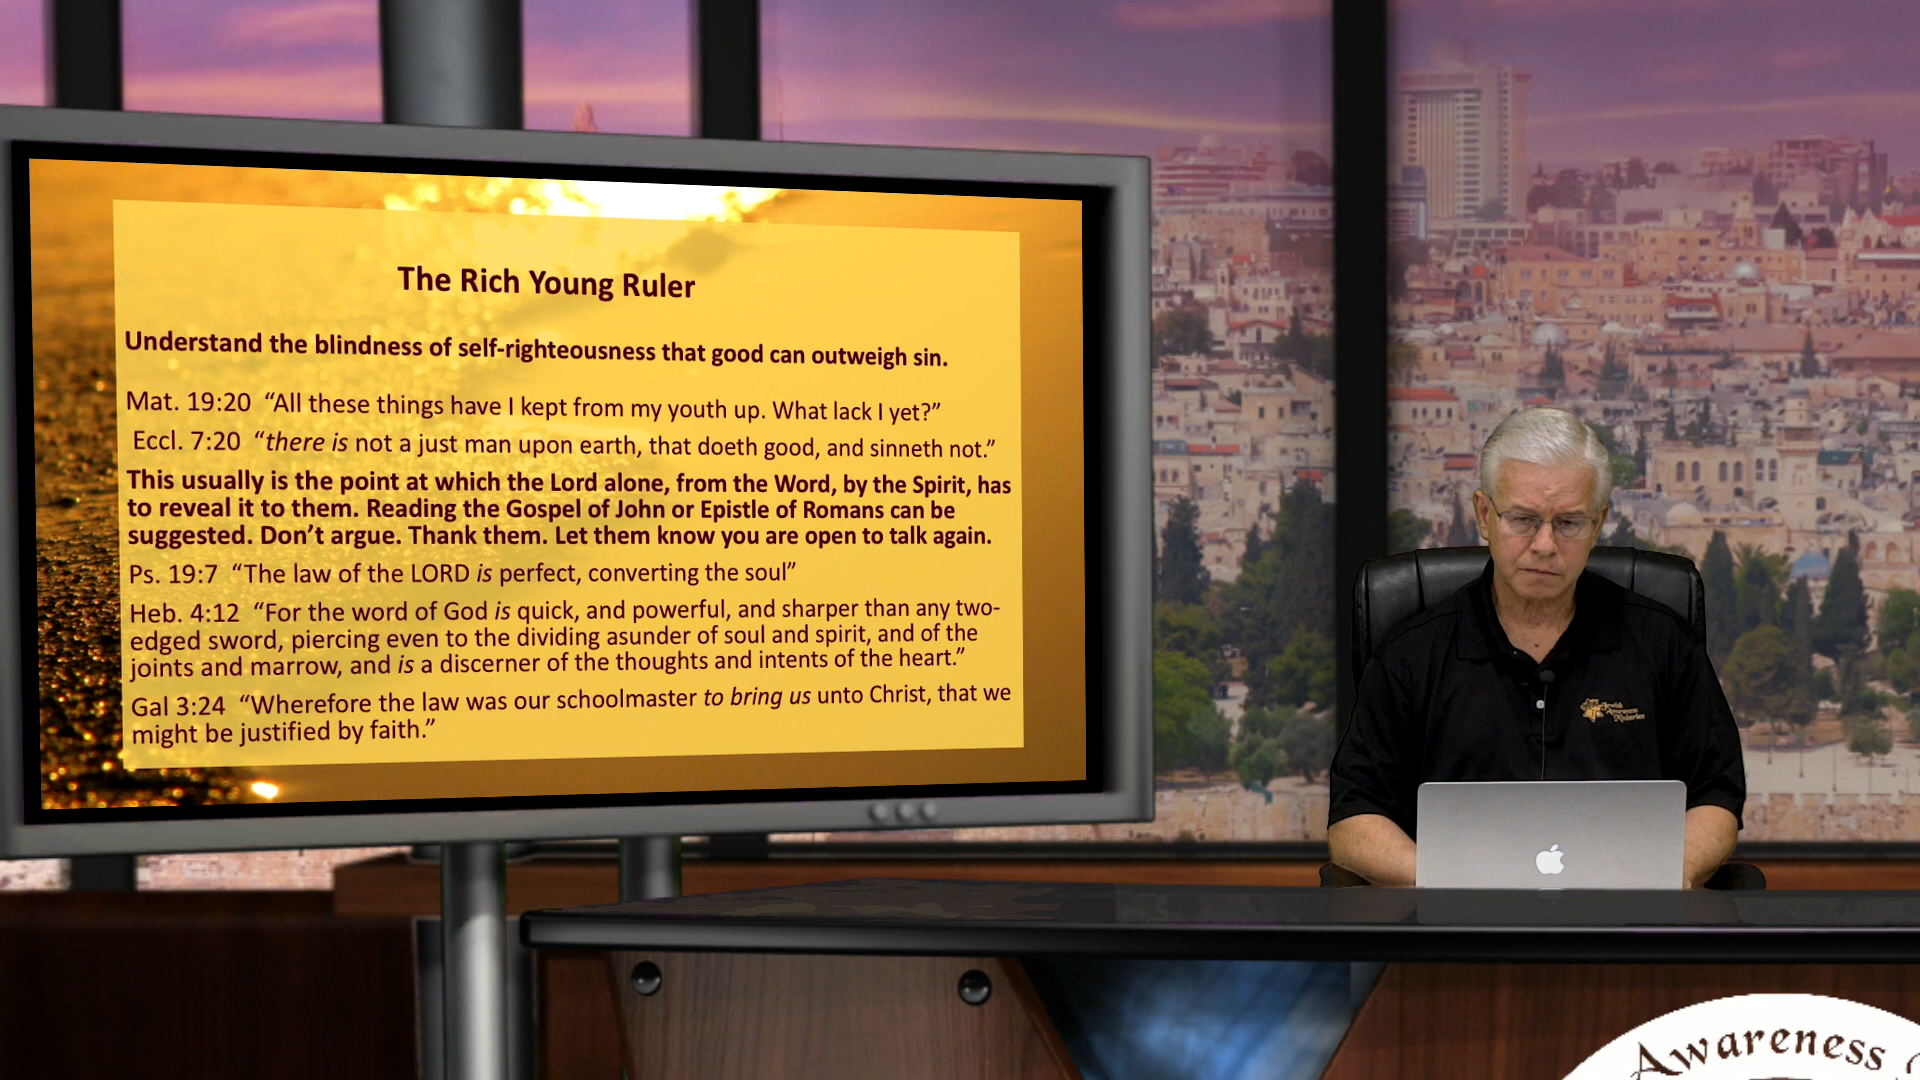 The Rich Young Ruler
Understand the blindness of self-righteousness that good can outweigh sin.
Mat. 19:20 “All these things have I kept from my youth up. What lack I yet?”
Eccl. 7:20 “there is not a just man upon earth, that doeth good, and sinneth not.”
This usually is the point at which the Lord alone, from the Word, by the Spirit, has
to reveal it to them. Reading the Gospel of John or Epistle of Romans can be
suggested. Don’t argue. Thank them. Let them know you are open to talk again.
Ps. 19:7 “The law of the LORD is perfect, converting the soul”
Heb. 4:12 “For the word of God is quick, and powerful, and sharper than any two-
edged sword, piercing even to the dividing asunder of soul and spirit, and of the
joints and marrow, and is a discerner of the thoughts and intents of the heart.”
Gal 3:24 “Wherefore the law was our schoolmaster to bring us unto Christ, that we
might be justified by faith.”
Jewish
Awareness
Ministries
Awareness